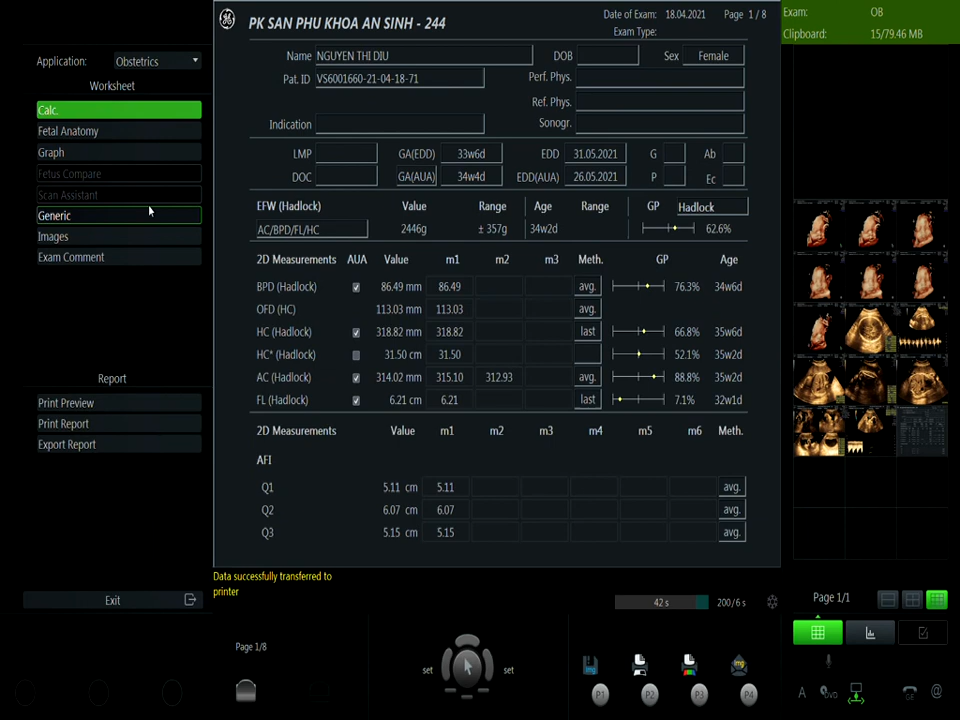 PK SAN PHU KHOA AN SINH - 244
Date of Exam: 18.04.2021 Page 1 / 8
Exam Type:
Exam: OB
Clipboard: 15/79.46 MB
Application: Obstetrics
Worksheet
Calc.
Fetal Anatomy
Graph
Fetus Compare
Scan Assistant
Generic
Images
Exam Comment
Report
Print Preview
Print Report
Export Report
Exit
Name NGUYEN THI DIU DOB Sex Female
Pat. ID VS6001660-21-04-18-71 Perf. Phys.
Ref. Phys.
Indication Sonogr.
LMP GA(EDD) 33w6d EDD 31.05.2021 G Ab
DOC GA(AUA) 34w4d EDD(AUA) 26.05.2021 P Ec
EFW (Hadlock) Value Range Age Range GP Hadlock
AC/BPD/FL/HC 2446g ± 357g 34w2d 62.6%
2D Measurements AUA Value m1 m2 m3 Meth. GP Age
BPD (Hadlock) 86.49 mm 86.49 avg. 76.3% 34w6d
OFD (HC) 113.03 mm 113.03 avg.
HC (Hadlock) 318.82 mm 318.82 last 66.8% 35w6d
HC* (Hadlock) 31.50 cm 31.50 52.1% 35w2d
AC (Hadlock) 314.02 mm 315.10 312.93 avg. 88.8% 35w2d
FL (Hadlock) 6.21 cm 6.21 last 7.1% 32w1d
2D Measurements Value m1 m2 m3 m4 m5 m6 Meth.
AFI
Q1 5.11 cm 5.11 avg.
Q2 6.07 cm 6.07 avg.
Q3 5.15 cm 5.15 avg.
Data successfully transferred to
printer
42 s 200/6 s
Page 1/1
Page 1/8
set set
Img
P1 P2 P3 P4
A DVD @